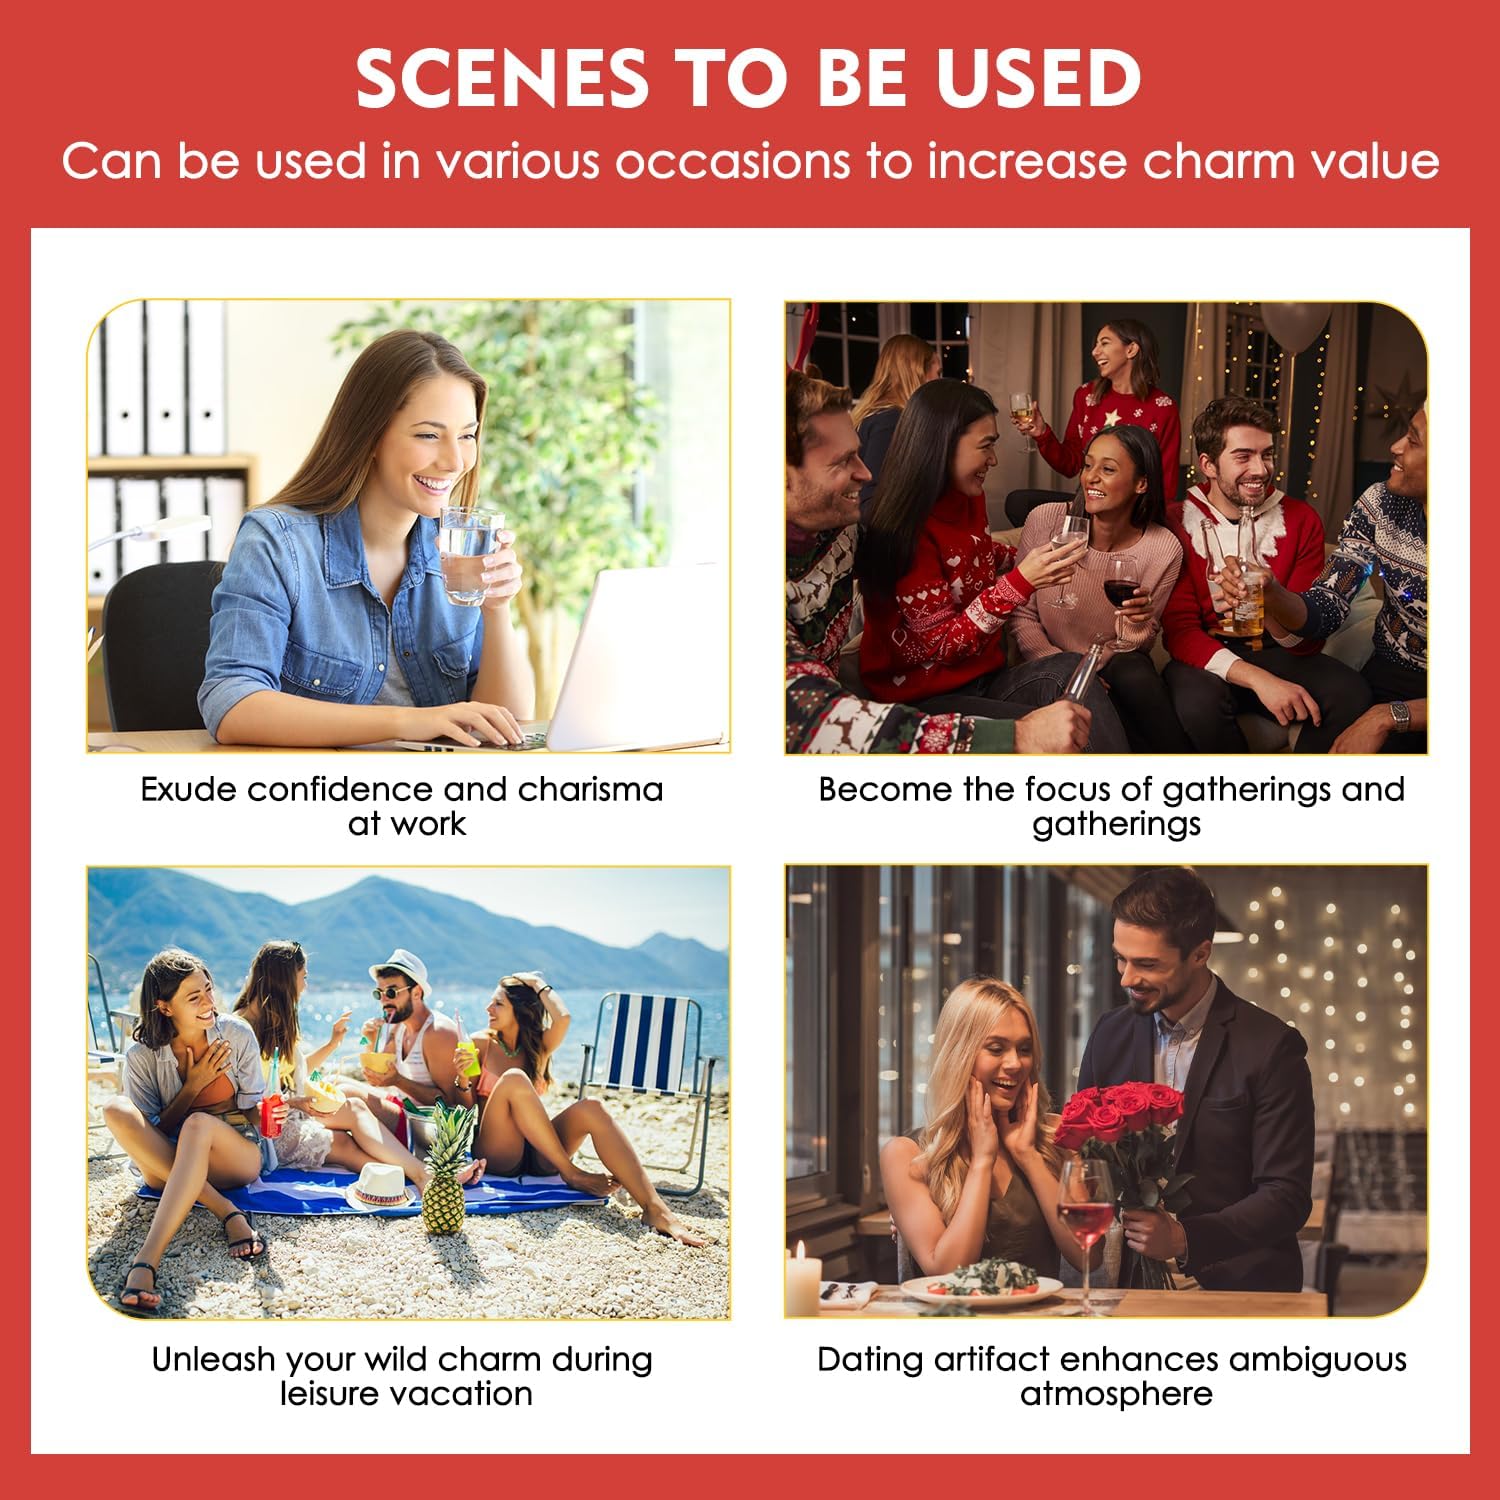 SCENES TO BE USED
Can be used in various occasions to increase charm value
Exude confidence and charisma
at work
Become the focus of gatherings and
gatherings
Unleash your wild charm during
leisure vacation
Dating artifact enhances ambiguous
atmosphere